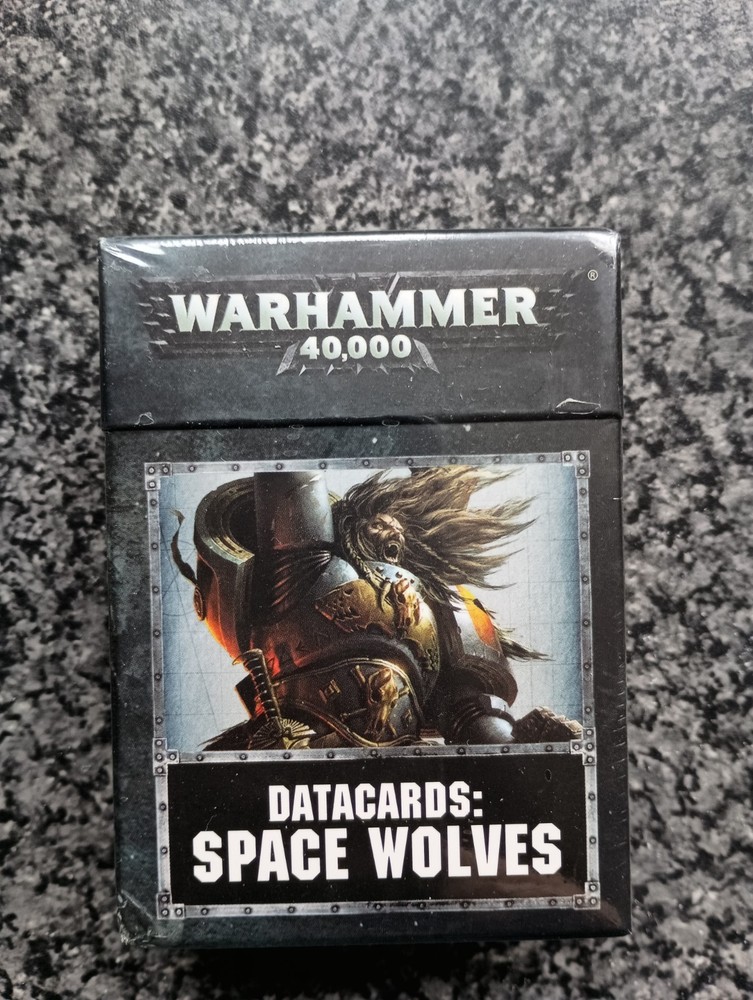 ®
WARHAMMER
40,000
DATACARDS:
SPACE WOLVES